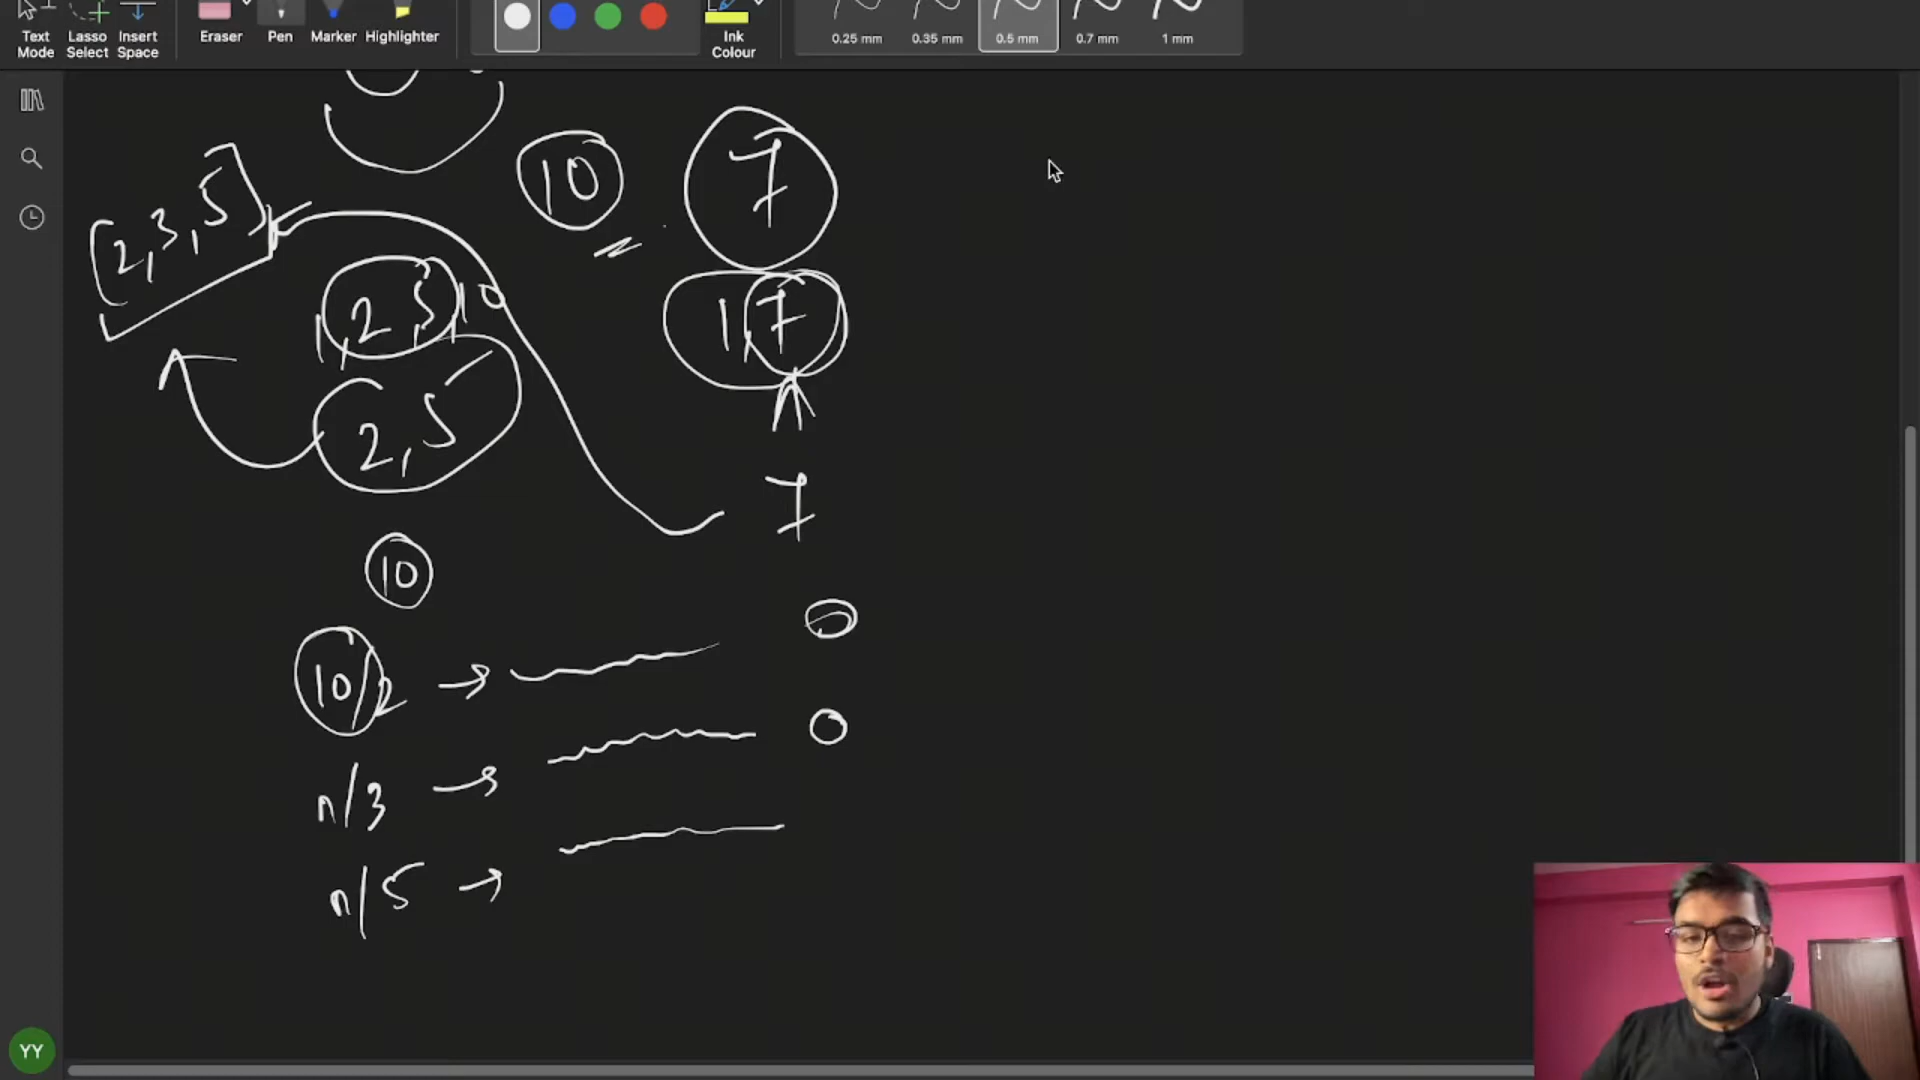 Text Mode
Lasso Select
Insert Space
Eraser
Pen
Marker
Highlighter
Ink Colour
0.25 mm
0.35 mm
0.5 mm
0.7 mm
1 mm
[2,3,5]
10
7
1,2,5,10
1,7
2,5
7
10
10/2 →
n/3 →
n/5 →
YY